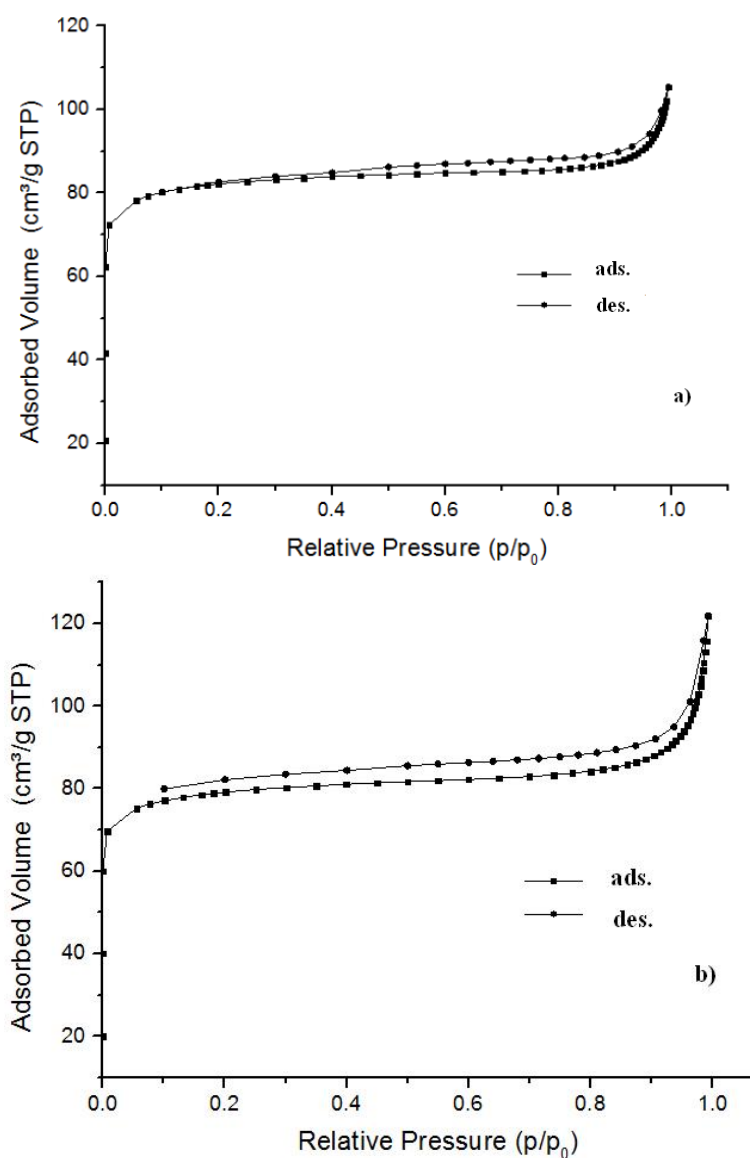 120
100
80
60
40
20
Adsorbed Volume (cm³/g STP)
ads.
des.
a)
0.0 0.2 0.4 0.6 0.8 1.0
Relative Pressure (p/p₀)
120
100
80
60
40
20
Adsorbed Volume (cm³/g STP)
ads.
des.
b)
0.0 0.2 0.4 0.6 0.8 1.0
Relative Pressure (p/p₀)